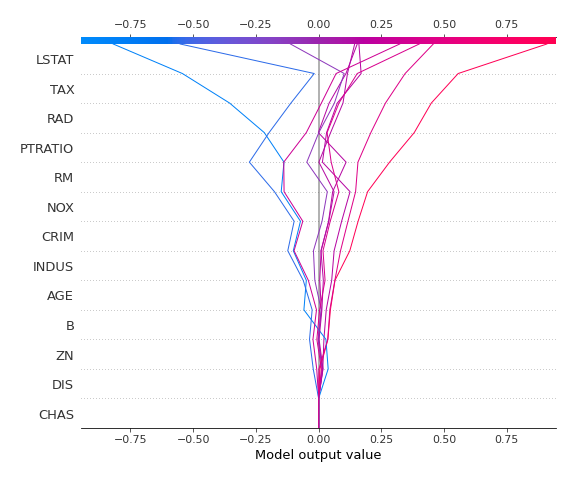 −0.75 −0.50 −0.25 0.00 0.25 0.50 0.75
LSTAT
TAX
RAD
PTRATIO
RM
NOX
CRIM
INDUS
AGE
B
ZN
DIS
CHAS
−0.75 −0.50 −0.25 0.00 0.25 0.50 0.75
Model output value